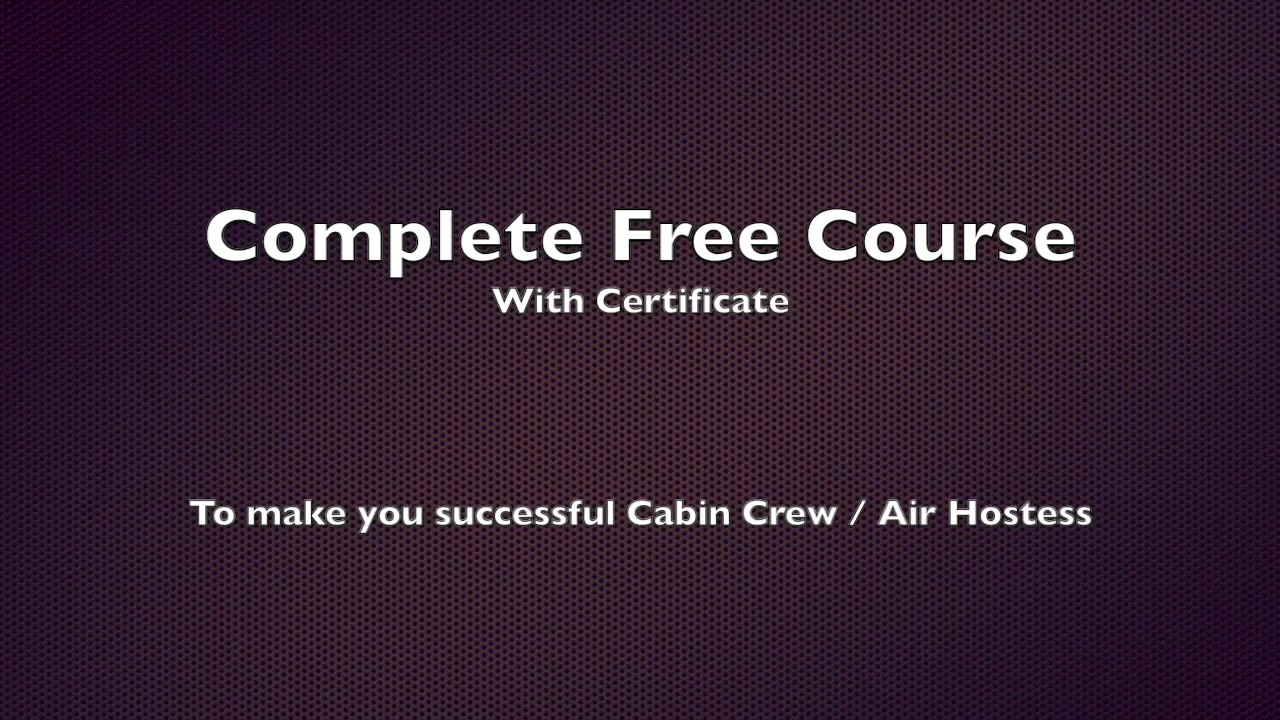 Complete Free Course
With Certificate
To make you successful Cabin Crew / Air Hostess